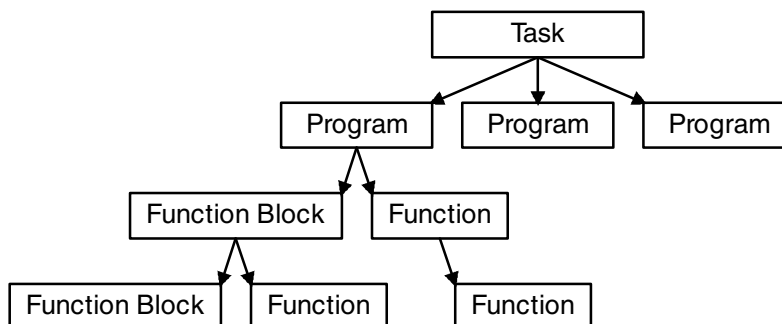 Task
Program
Program
Program
Function Block
Function
Function Block
Function
Function